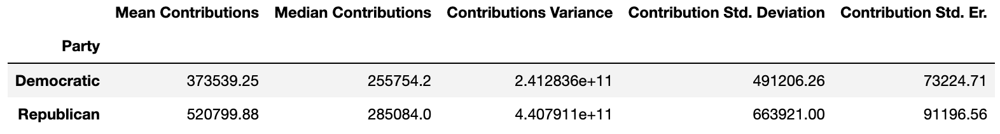 Mean Contributions Median Contributions Contributions Variance Contribution Std. Deviation Contribution Std. Er.
Party
Democratic 373539.25 255754.2 2.412836e+11 491206.26 73224.71
Republican 520799.88 285084.0 4.407911e+11 663921.00 91196.56